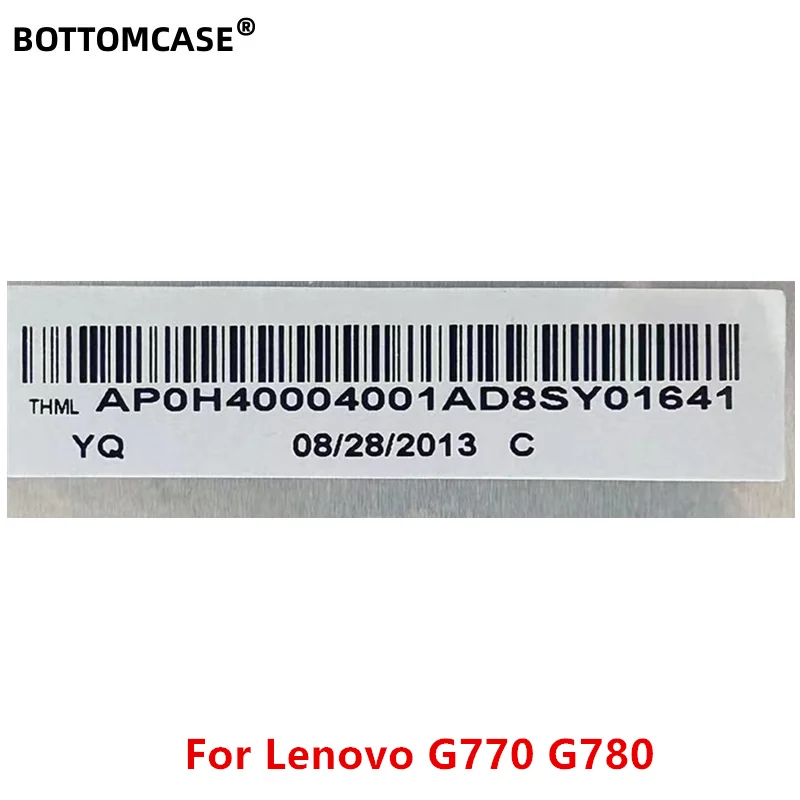 BOTTOMCASE®
THML AP0H40004001AD8SY01641
YQ 08/28/2013 C
For Lenovo G770 G780